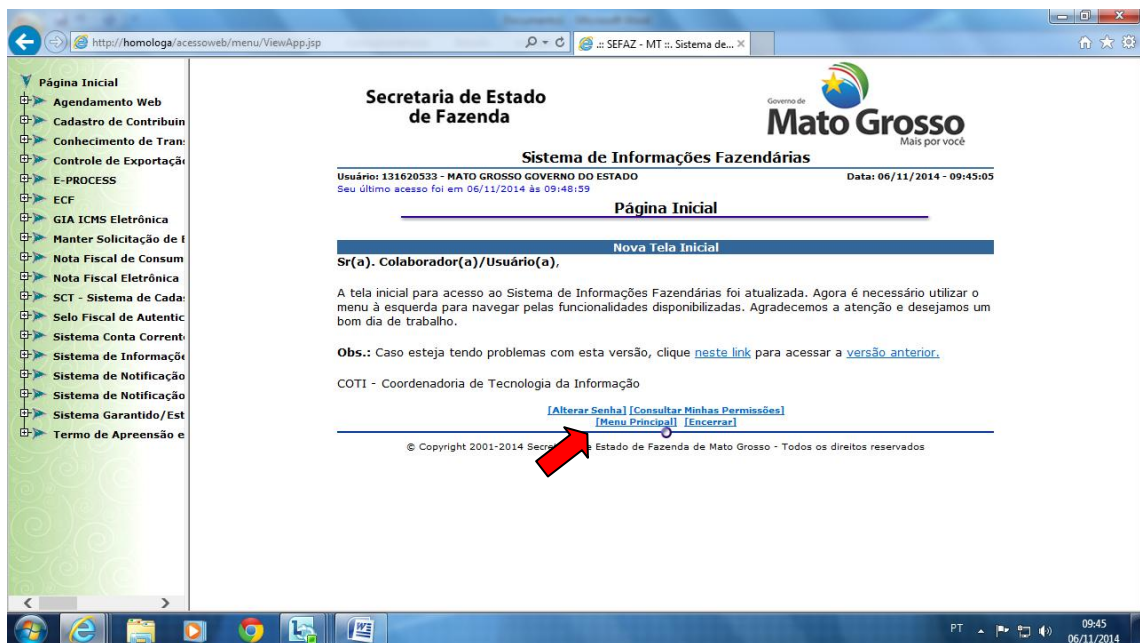 http://homologa/acessoweb/menu/ViewApp.jsp
.:: SEFAZ - MT ::. Sistema de...
Página Inicial
Agendamento Web
Cadastro de Contribuin
Conhecimento de Tran
Controle de Exportaçã
E-PROCESS
ECF
GIA ICMS Eletrônica
Manter Solicitação de
Nota Fiscal de Consum
Nota Fiscal Eletrônica
SCT - Sistema de Cada
Selo Fiscal de Autentic
Sistema Conta Corrent
Sistema de Informaçõ
Sistema de Notificação
Sistema de Notificação
Sistema Garantido/Est
Termo de Apreensão e
Secretaria de Estado
de Fazenda
Governo de
Mato Grosso
Mais por você
Sistema de Informações Fazendárias
Usuário: 131620533 - MATO GROSSO GOVERNO DO ESTADO Data: 06/11/2014 - 09:45:05
Seu último acesso foi em 06/11/2014 às 09:48:59
Página Inicial
Nova Tela Inicial
Sr(a). Colaborador(a)/Usuário(a),
A tela inicial para acesso ao Sistema de Informações Fazendárias foi atualizada. Agora é necessário utilizar o
menu à esquerda para navegar pelas funcionalidades disponibilizadas. Agradecemos a atenção e desejamos um
bom dia de trabalho.
Obs.: Caso esteja tendo problemas com esta versão, clique neste link para acessar a versão anterior.
COTI - Coordenadoria de Tecnologia da Informação
[Alterar Senha] [Consultar Minhas Permissões]
[Menu Principal] [Encerrar]
© Copyright 2001-2014 Secre Estado de Fazenda de Mato Grosso - Todos os direitos reservados
PT
09:45
06/11/2014